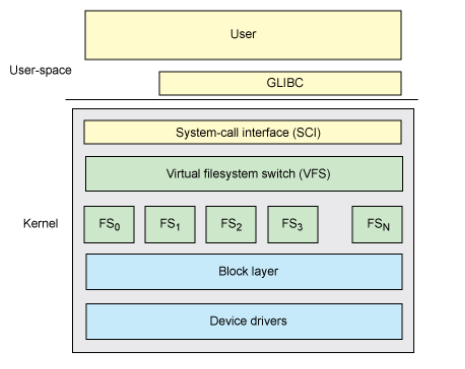 User
User-space
GLIBC
System-call interface (SCI)
Virtual filesystem switch (VFS)
Kernel
FS0 FS1 FS2 FS3 FSN
Block layer
Device drivers